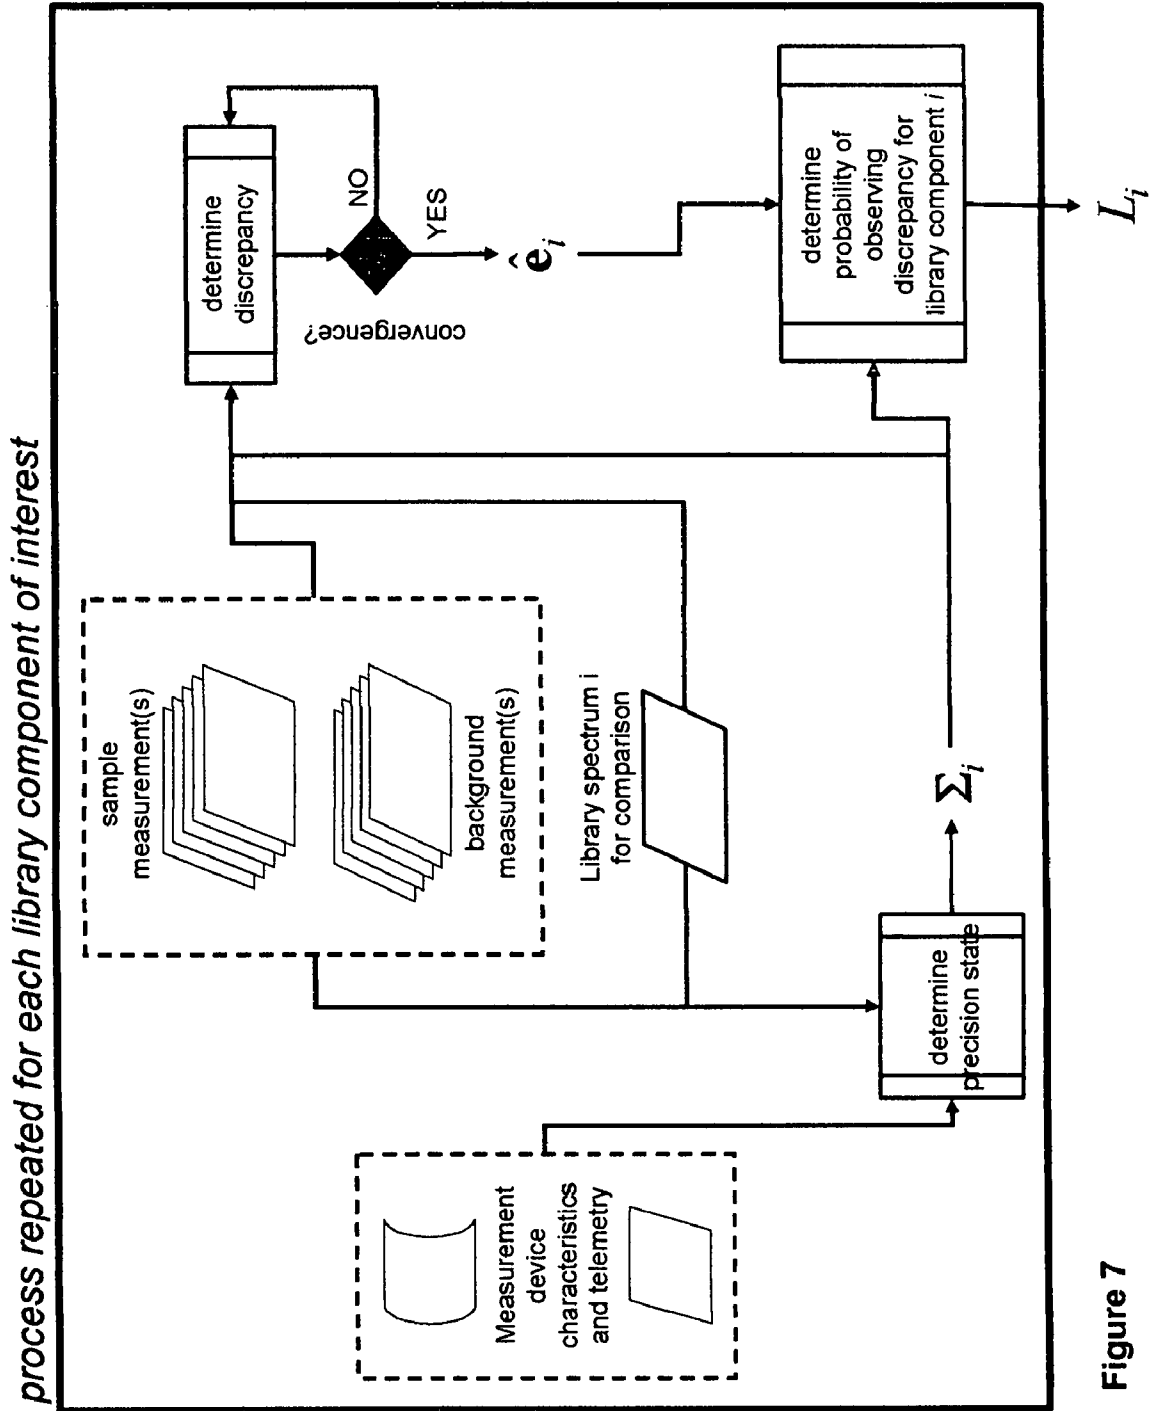 process repeated for each library component of interest
sample
measurement(s)
background
measurement(s)
Library spectrum i
for comparison
Measurement
device
characteristics
and telemetry
determine
precision state
Σi
determine
discrepancy
NO
YES
convergence?
êi
determine
probability of
observing
discrepancy for
library component i
Li
Figure 7